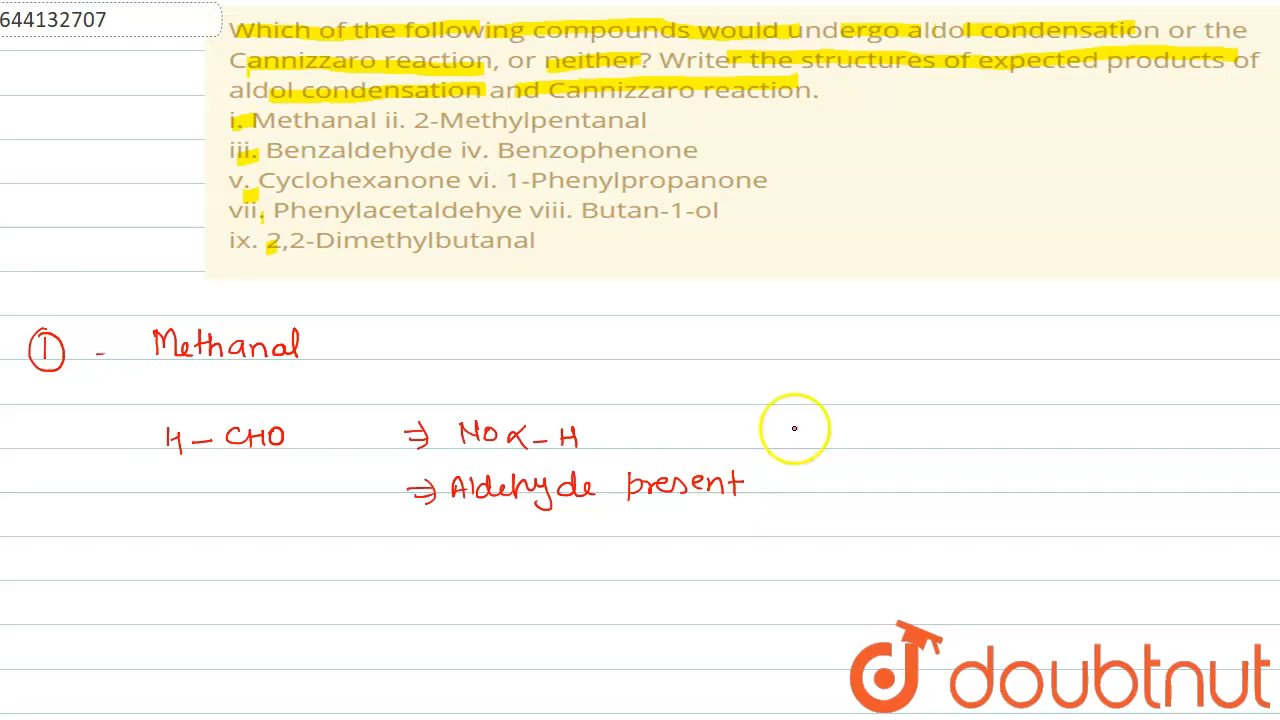 644132707
Which of the following compounds would undergo aldol condensation or the
Cannizzaro reaction, or neither? Writer the structures of expected products of
aldol condensation and Cannizzaro reaction.
i. Methanal ii. 2-Methylpentanal
iii. Benzaldehyde iv. Benzophenone
v. Cyclohexanone vi. 1-Phenylpropanone
vii. Phenylacetaldehye viii. Butan-1-ol
ix. 2,2-Dimethylbutanal
① - Methanal
H - CHO ⇒ No α - H
⇒ Aldehyde present
doubtnut